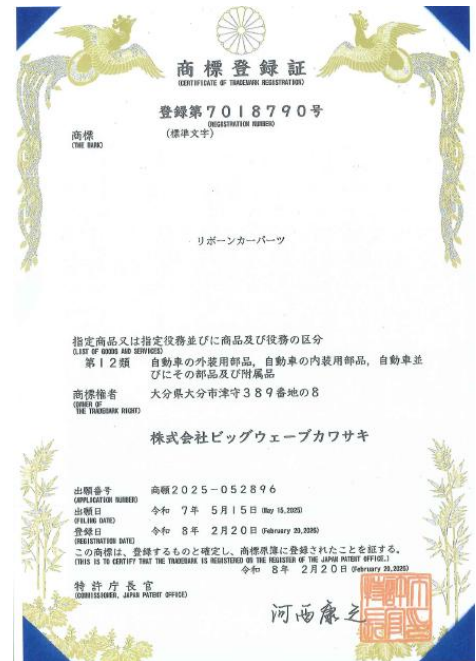 商標登録証
(CERTIFICATE OF TRADEMARK REGISTRATION)
登録第7018790号
(REGISTRATION NUMBER)
商標
(THE MARK)
(標準文字)
リボーンカーパーツ
指定商品又は指定役務並びに商品及び役務の区分
(LIST OF GOODS AND SERVICES)
第12類 自動車の外装用部品，自動車の内装用部品，自動車並
びにその部品及び附属品
商標権者
(OWNER OF
THE TRADEMARK RIGHT)
大分県大分市津守389番地の8
株式会社ビッグウェーブカワサキ
出願番号 商願2025-052896
(APPLICATION NUMBER)
出願日 令和 7年 5月15日(May 15,2025)
(FILING DATE)
登録日 令和 8年 2月20日(February 20,2026)
(REGISTRATION DATE)
この商標は、登録するものと確定し、商標原簿に登録されたことを証する。
(THIS IS TO CERTIFY THAT THE TRADEMARK IS REGISTERED ON THE REGISTER OF THE JAPAN PATENT OFFICE.)
令和 8年 2月20日(February 20,2026)
特許庁長官
(COMMISSIONER, JAPAN PATENT OFFICE)
河西康之